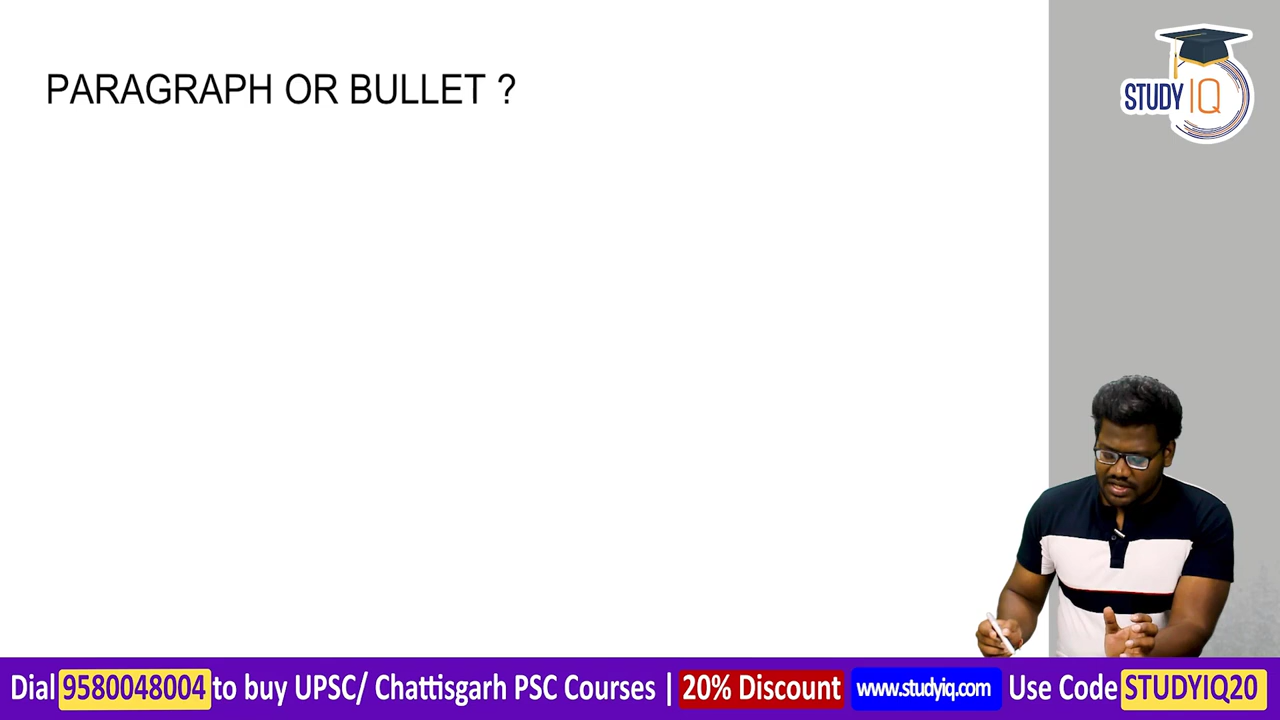 PARAGRAPH OR BULLET ?
STUDY IQ
Dial 9580048004 to buy UPSC/ Chattisgarh PSC Courses | 20% Discount www.studyiq.com Use Code STUDYIQ20